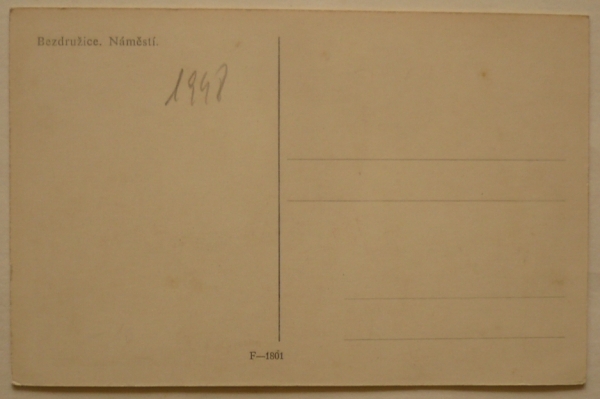 Bezdružice. Náměstí.
1948
F—1801